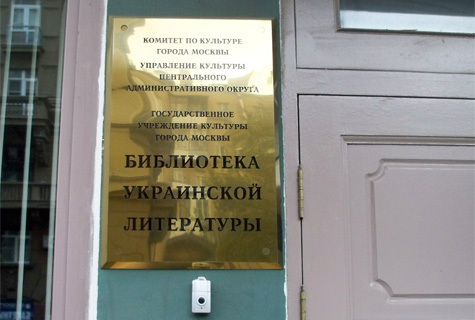 КОМИТЕТ ПО КУЛЬТУРЕ
ГОРОДА МОСКВЫ
УПРАВЛЕНИЕ КУЛЬТУРЫ
ЦЕНТРАЛЬНОГО
АДМИНИСТРАТИВНОГО ОКРУГА
ГОСУДАРСТВЕННОЕ
УЧРЕЖДЕНИЕ КУЛЬТУРЫ
ГОРОДА МОСКВЫ
БИБЛИОТЕКА
УКРАИНСКОЙ
ЛИТЕРАТУРЫ